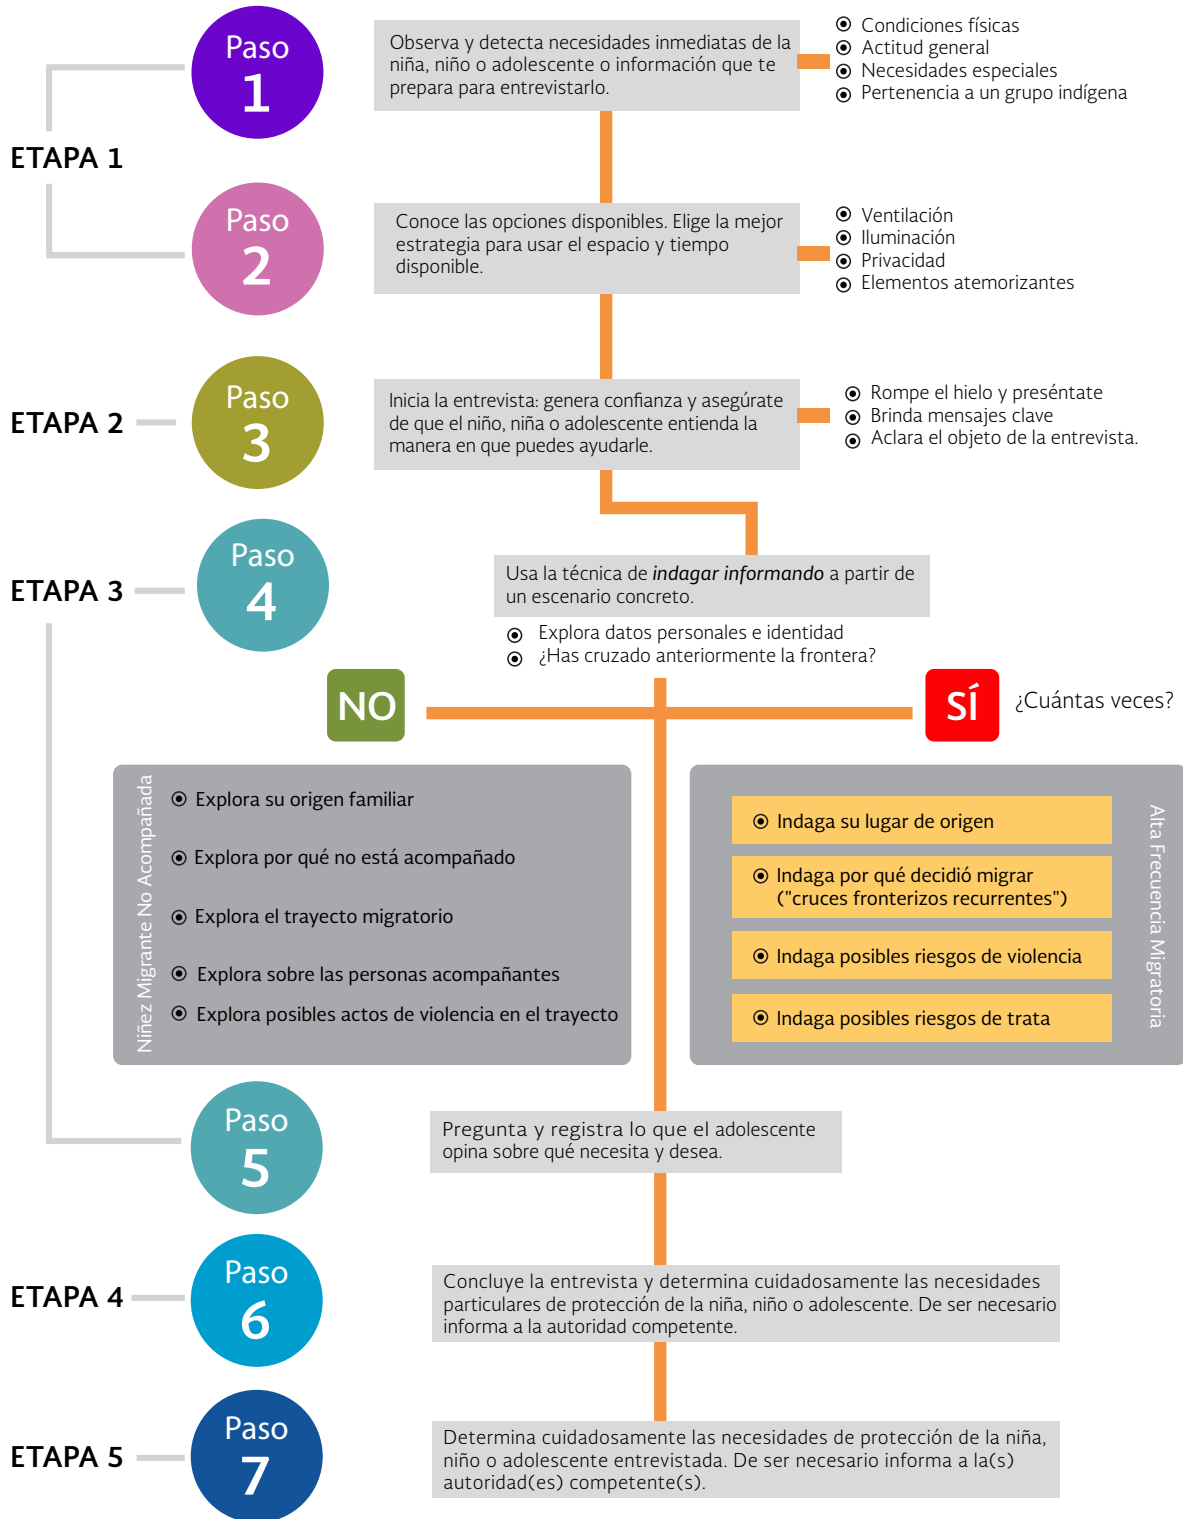 Paso
1
Observa y detecta necesidades inmediatas de la
niña, niño o adolescente o información que te
prepara para entrevistarlo.
Condiciones físicas
Actitud general
Necesidades especiales
Pertenencia a un grupo indígena
ETAPA 1
Paso
2
Conoce las opciones disponibles. Elige la mejor
estrategia para usar el espacio y tiempo
disponible.
Ventilación
Iluminación
Privacidad
Elementos atemorizantes
ETAPA 2
Paso
3
Inicia la entrevista: genera confianza y asegúrate
de que el niño, niña o adolescente entienda la
manera en que puedes ayudarle.
Rompe el hielo y preséntate
Brinda mensajes clave
Aclara el objeto de la entrevista.
ETAPA 3
Paso
4
Usa la técnica de indagar informando a partir de
un escenario concreto.
Explora datos personales e identidad
¿Has cruzado anteriormente la frontera?
NO
SÍ
¿Cuántas veces?
Niñez Migrante No Acompañada
Explora su origen familiar
Explora por qué no está acompañado
Explora el trayecto migratorio
Explora sobre las personas acompañantes
Explora posibles actos de violencia en el trayecto
Indaga su lugar de origen
Indaga por qué decidió migrar
("cruces fronterizos recurrentes")
Indaga posibles riesgos de violencia
Indaga posibles riesgos de trata
Alta Frecuencia Migratoria
Paso
5
Pregunta y registra lo que el adolescente
opina sobre qué necesita y desea.
ETAPA 4
Paso
6
Concluye la entrevista y determina cuidadosamente las necesidades
particulares de protección de la niña, niño o adolescente. De ser necesario
informa a la autoridad competente.
ETAPA 5
Paso
7
Determina cuidadosamente las necesidades de protección de la niña,
niño o adolescente entrevistada. De ser necesario informa a la(s)
autoridad(es) competente(s).